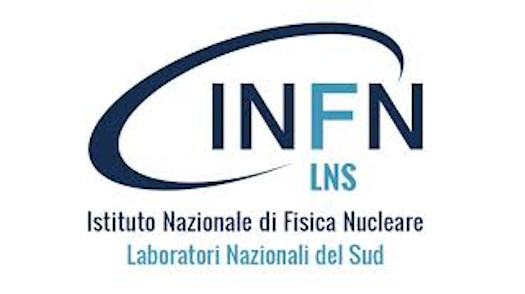 INFN
LNS
Istituto Nazionale di Fisica Nucleare
Laboratori Nazionali del Sud